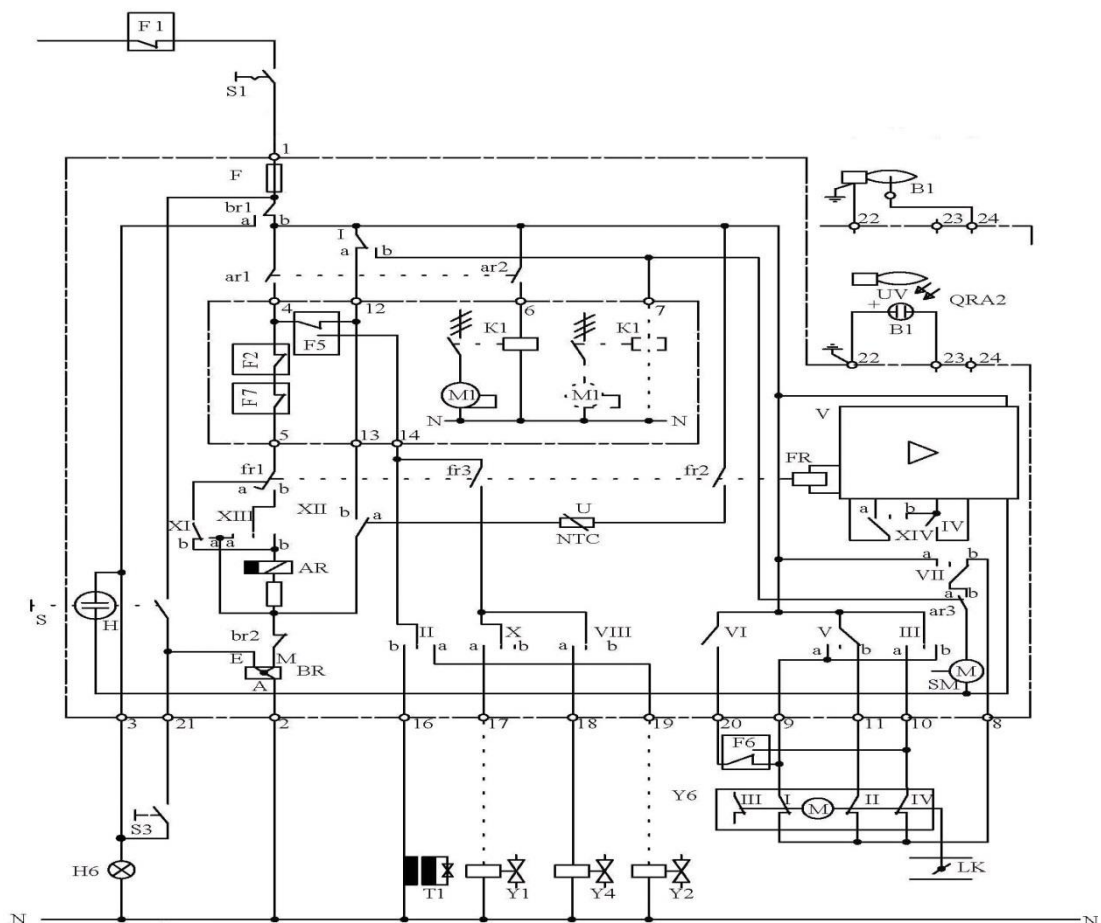 F1
S1
1
F
br1
a b
I
a b
ar1 ar2
4 12 6 7
F5
K1 K1
F2
F7
M1 M1
N N
5 13 14
fr1 fr3 fr2
a b
XI XIII XII
b a a b
b a
U
NTC
AR
S H
br2
E M
A BR
II X VIII
b a a b a b
B1
22 23 24
UV QRA2
+ B1
22 23 24
V
FR
a b
XIV IV
a b
VII
a b
ar3
VI V III
a b a b
M
SM
3 21 2 16 17 18 19 20 9 11 10 8
F6
Y6 III I M II IV
S3
H6
T1 Y1 Y4 Y2 LK
N N